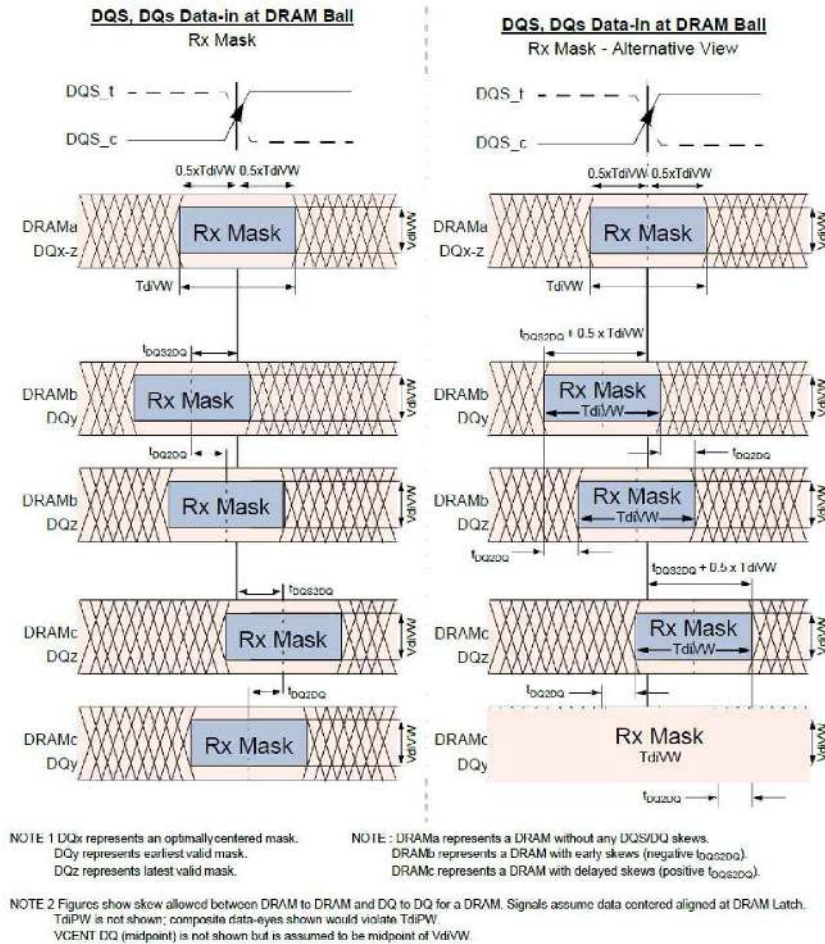 DQS, DQs Data-in at DRAM Ball
Rx Mask
DQS_t
DQS_c
0.5xTdiVW 0.5xTdiVW
DRAMa
DQx-z
Rx Mask
VdiVW
TdiVW
tDQS2DQ
DRAMb
DQy
Rx Mask
VdiVW
tDQ2DQ
DRAMb
DQz
Rx Mask
VdiVW
tDQS2DQ
DRAMc
DQz
Rx Mask
VdiVW
tDQ2DQ
DRAMc
DQy
Rx Mask
VdiVW
DQS, DQs Data-In at DRAM Ball
Rx Mask - Alternative View
DQS_t
DQS_c
0.5xTdiVW 0.5xTdiVW
DRAMa
DQx-z
Rx Mask
VdiVW
TdiVW
tDQS2DQ + 0.5 x TdiVW
DRAMb
DQy
Rx Mask
TdiVW
VdiVW
tDQ2DQ
DRAMb
DQz
Rx Mask
TdiVW
VdiVW
tDQ2DQ
tDQS2DQ + 0.5 x TdiVW
DRAMc
DQz
Rx Mask
TdiVW
VdiVW
tDQ2DQ
DRAMc
DQy
Rx Mask
TdiVW
VdiVW
tDQ2DQ
NOTE 1 DQx represents an optimally centered mask.
DQy represents earliest valid mask.
DQz represents latest valid mask.
NOTE : DRAMa represents a DRAM without any DQS/DQ skews.
DRAMb represents a DRAM with early skews (negative tDQS2DQ).
DRAMc represents a DRAM with delayed skews (positive tDQS2DQ).
NOTE 2 Figures show skew allowed between DRAM to DRAM and DQ to DQ for a DRAM. Signals assume data centered aligned at DRAM Latch.
TdiPW is not shown; composite data-eyes shown would violate TdiPW.
VCENT DQ (midpoint) is not shown but is assumed to be midpoint of VdiVW.